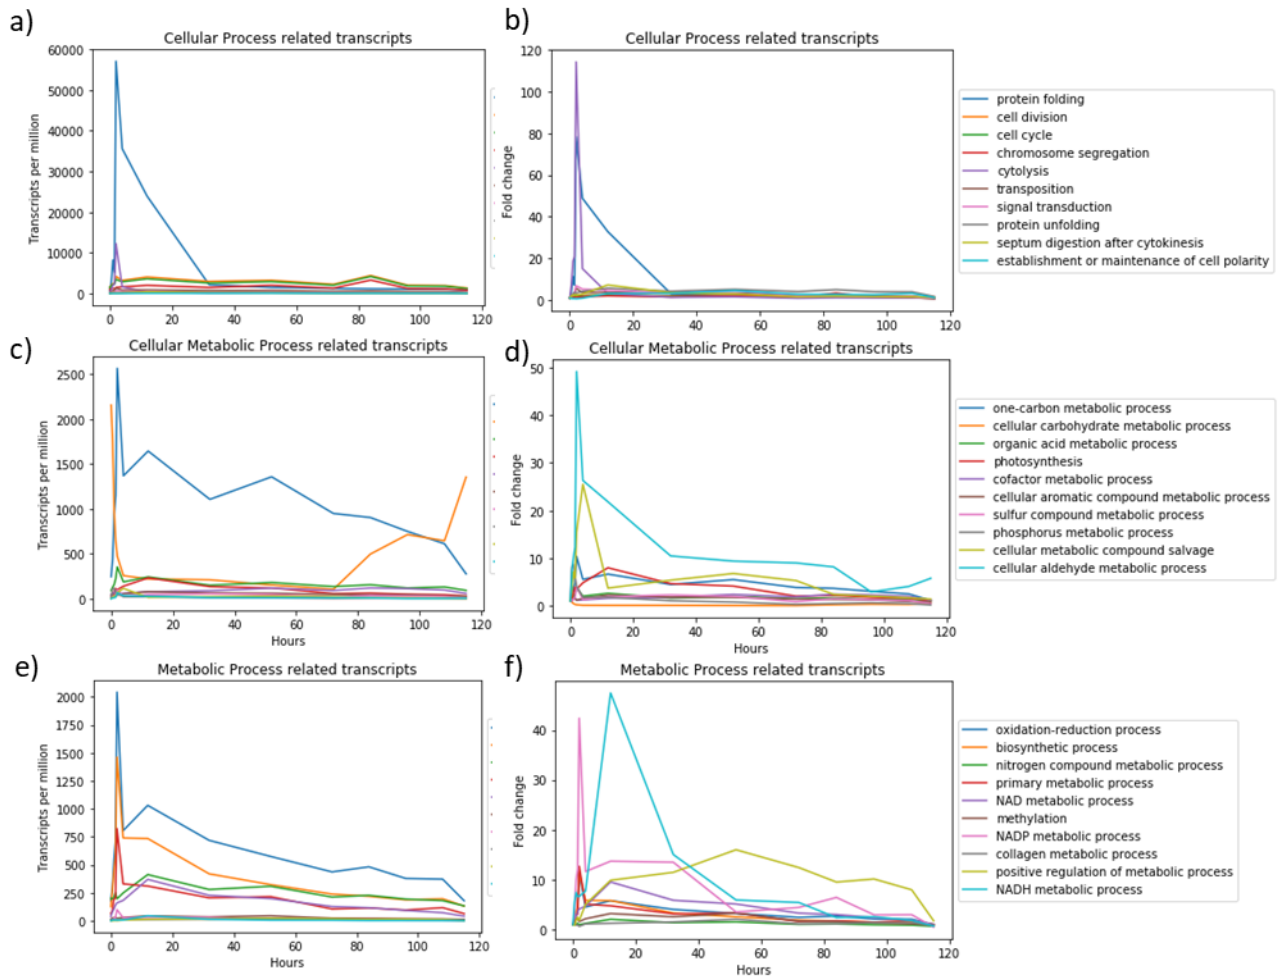 a)
Cellular Process related transcripts
60000
50000
40000
30000
20000
10000
0
Transcripts per million
0 20 40 60 80 100 120
b)
Cellular Process related transcripts
120
100
80
60
40
20
0
Fold change
0 20 40 60 80 100 120
protein folding
cell division
cell cycle
chromosome segregation
cytolysis
transposition
signal transduction
protein unfolding
septum digestion after cytokinesis
establishment or maintenance of cell polarity
c)
Cellular Metabolic Process related transcripts
2500
2000
1500
1000
500
0
Transcripts per million
0 20 40 60 80 100 120
Hours
d)
Cellular Metabolic Process related transcripts
50
40
30
20
10
0
Fold change
0 20 40 60 80 100 120
Hours
one-carbon metabolic process
cellular carbohydrate metabolic process
organic acid metabolic process
photosynthesis
cofactor metabolic process
cellular aromatic compound metabolic process
sulfur compound metabolic process
phosphorus metabolic process
cellular metabolic compound salvage
cellular aldehyde metabolic process
e)
Metabolic Process related transcripts
2000
1750
1500
1250
1000
750
500
250
0
Transcripts per million
0 20 40 60 80 100 120
Hours
f)
Metabolic Process related transcripts
40
30
20
10
0
Fold change
0 20 40 60 80 100 120
Hours
oxidation-reduction process
biosynthetic process
nitrogen compound metabolic process
primary metabolic process
NAD metabolic process
methylation
NADP metabolic process
collagen metabolic process
positive regulation of metabolic process
NADH metabolic process